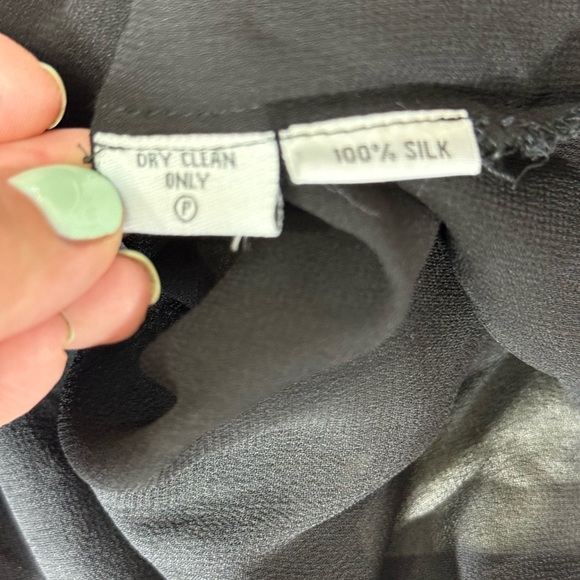 DRY CLEAN
ONLY
Ⓟ
100% SILK